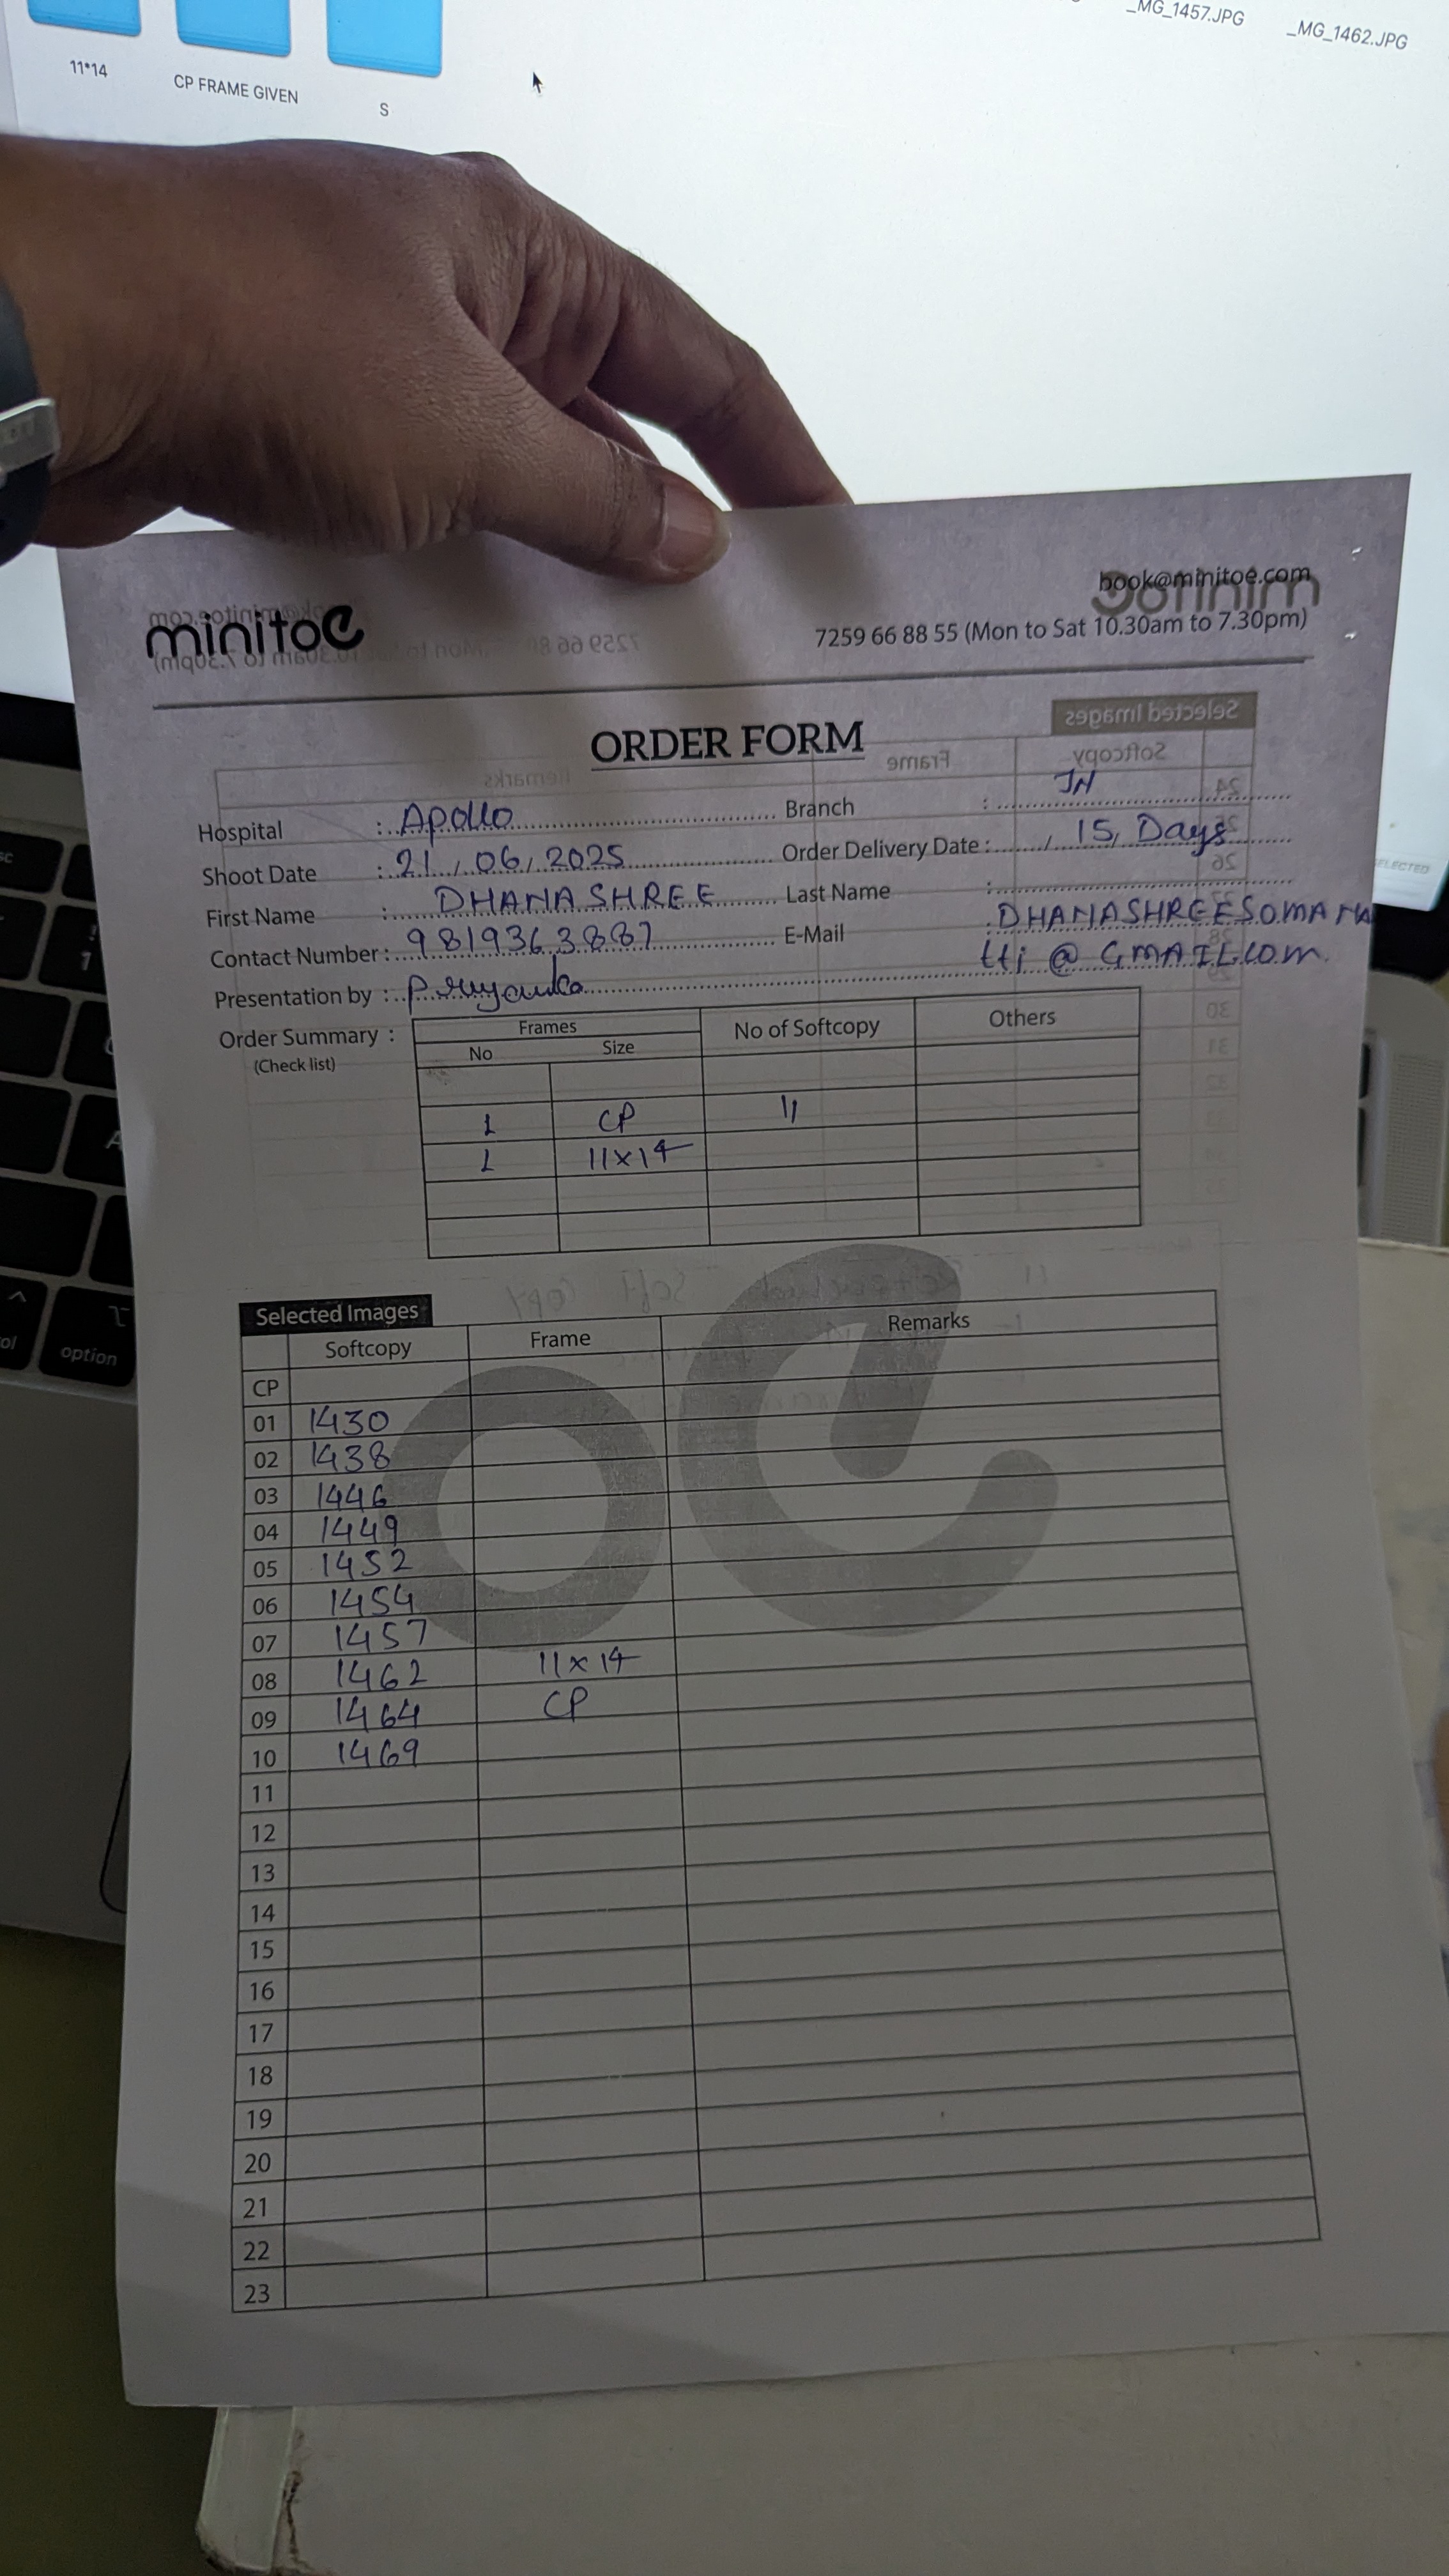 _MG_1457.JPG
_MG_1462.JPG
11*14
CP FRAME GIVEN
S
minitoe
book@minitoe.com
7259 66 88 55 (Mon to Sat 10.30am to 7.30pm)
ORDER FORM
Hospital : Apollo Branch : JN
Shoot Date : 21/06/2025 Order Delivery Date : / 15/ Days
First Name : DHANASHREE Last Name :
Contact Number : 9819363887 E-Mail : DHANASHREESOMANA
tti @ GMAIL.com.
Presentation by : Priyanka
Order Summary : Frames No of Softcopy Others
(Check list) No Size
1 CP 11
1 11x14
Selected Images
Softcopy Frame Remarks
CP
01 1430
02 1438
03 1446
04 1449
05 1452
06 1454
07 1457
08 1462 11x14
09 1464 CP
10 1469
11
12
13
14
15
16
17
18
19
20
21
22
23
option